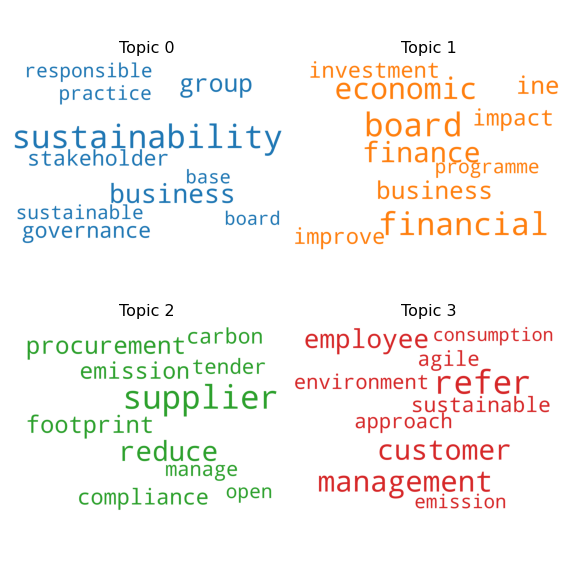 Topic 0
responsible
group
practice
sustainability
stakeholder
base
business
sustainable
board
governance
Topic 1
investment
economic
ine
board
impact
finance
programme
business
financial
improve
Topic 2
carbon
procurement
emission
tender
supplier
footprint
reduce
manage
open
compliance
Topic 3
employee
consumption
agile
environment
refer
sustainable
approach
customer
management
emission